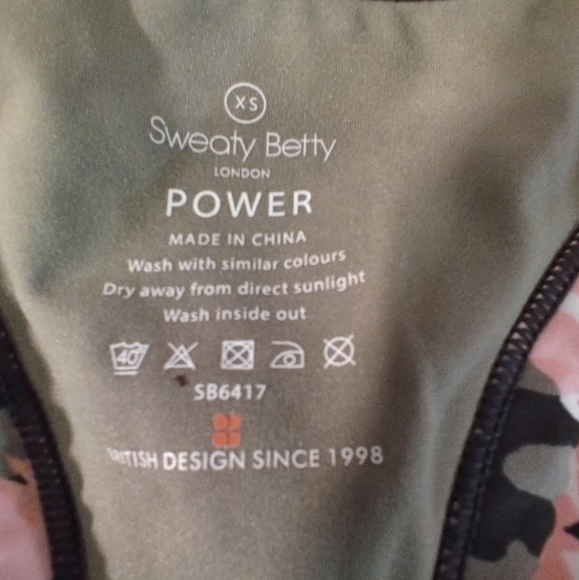 XS
Sweaty Betty
LONDON
POWER
MADE IN CHINA
Wash with similar colours
Dry away from direct sunlight
Wash inside out
40
SB6417
BRITISH DESIGN SINCE 1998